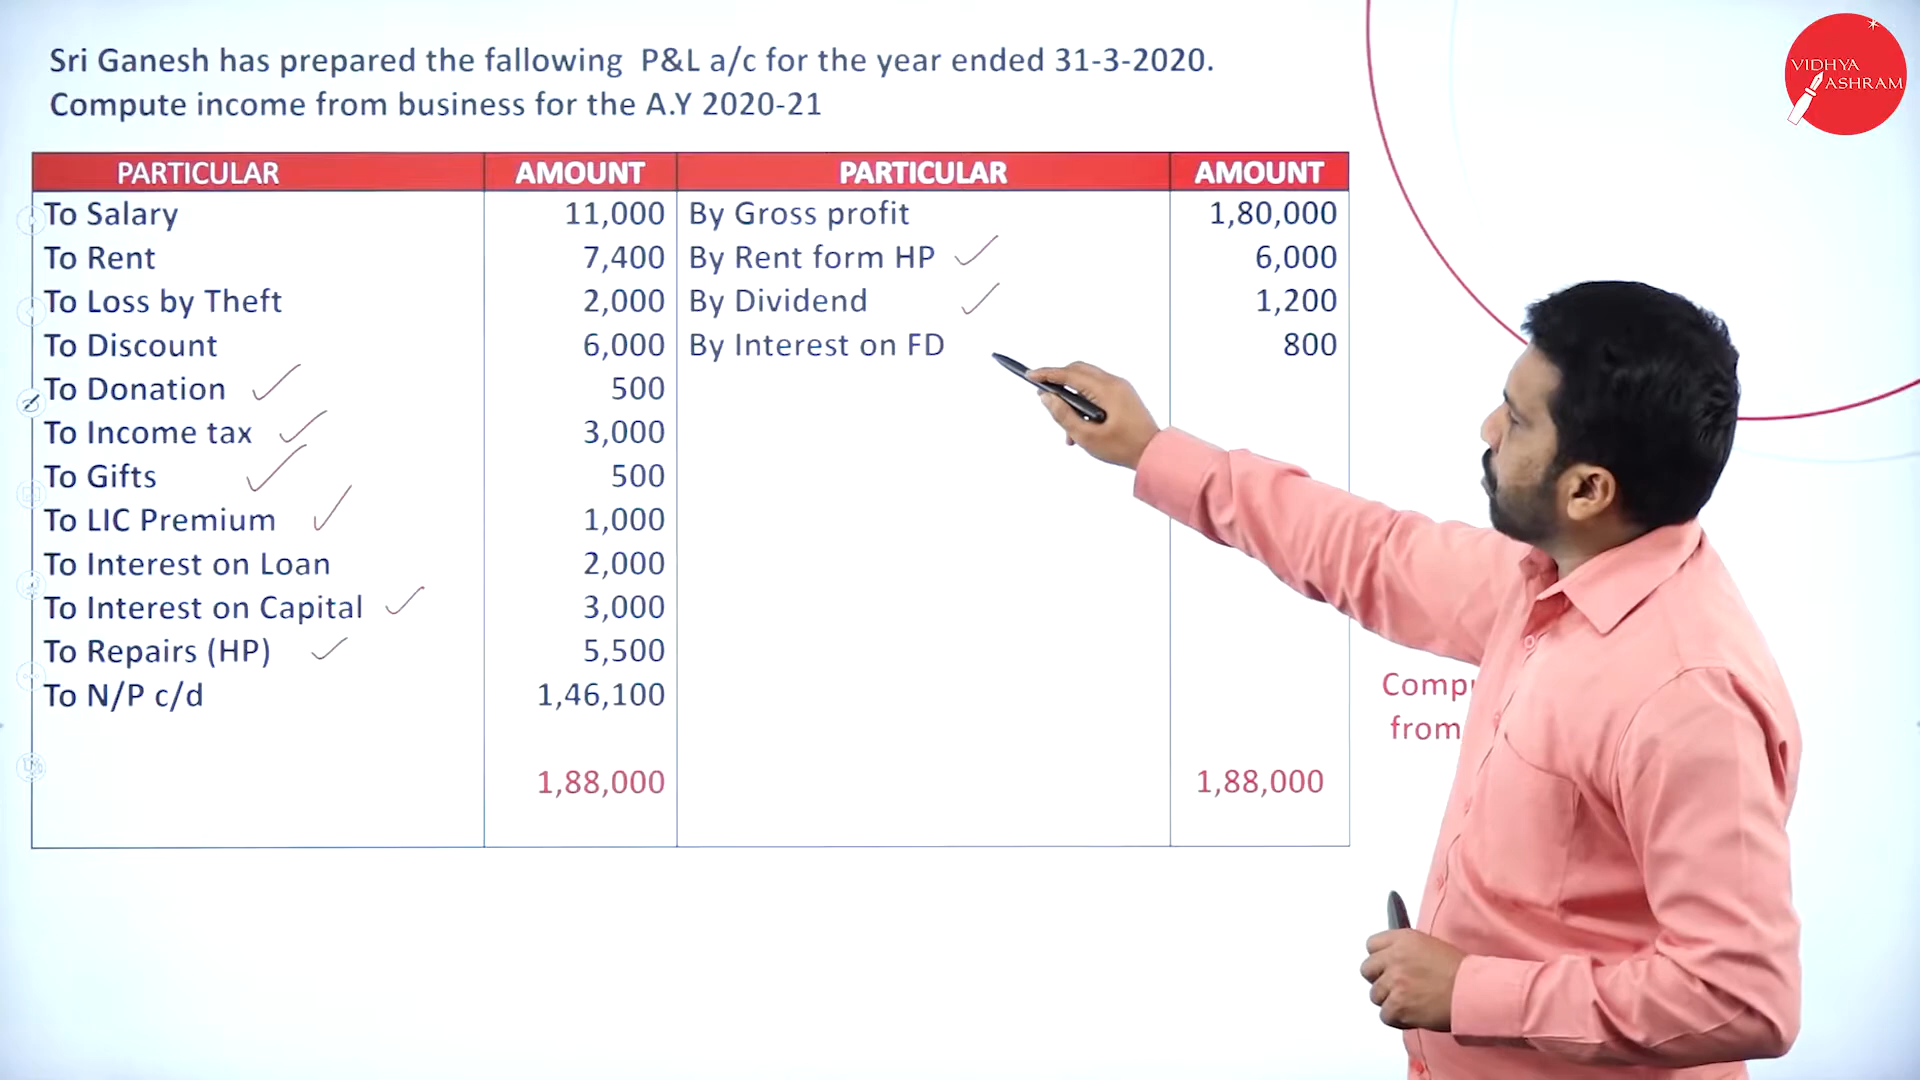 Sri Ganesh has prepared the fallowing P&L a/c for the year ended 31-3-2020.
Compute income from business for the A.Y 2020-21
VIDHYA
ASHRAM
PARTICULAR AMOUNT PARTICULAR AMOUNT
To Salary 11,000 By Gross profit 1,80,000
To Rent 7,400 By Rent form HP 6,000
To Loss by Theft 2,000 By Dividend 1,200
To Discount 6,000 By Interest on FD 800
To Donation 500
To Income tax 3,000
To Gifts 500
To LIC Premium 1,000
To Interest on Loan 2,000
To Interest on Capital 3,000
To Repairs (HP) 5,500
To N/P c/d 1,46,100
1,88,000 1,88,000
from